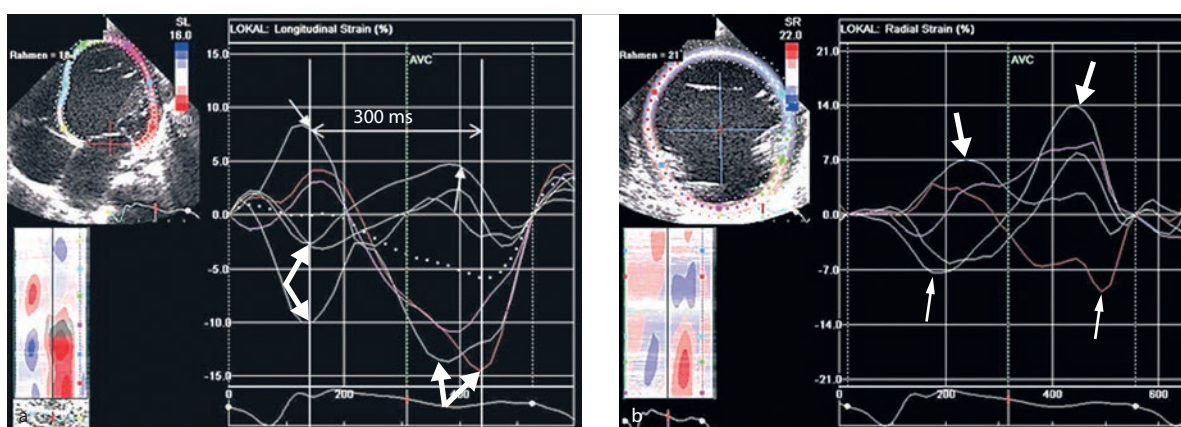 SL
16.0
LOKAL: Longitudinal Strain (%)
15.0
AVC
10.0
300 ms
5.0
0.0
-5.0
-10.0
-15.0
0
200
400
a
SR
22.0
LOKAL: Radial Strain (%)
Rahmen = 21
21.0
AVC
14.0
7.0
0.0
-7.0
-14.0
-21.0
0
200
400
600
b